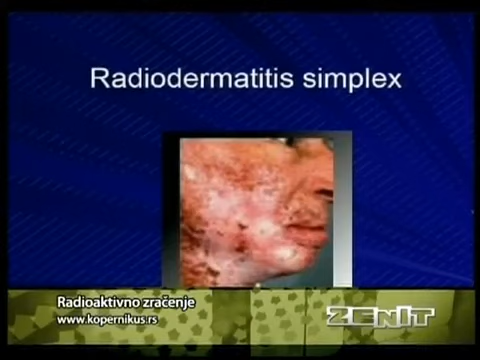 Radiodermatitis simplex
Radioaktivno zračenje
www.kopernikus.rs
ZENIT